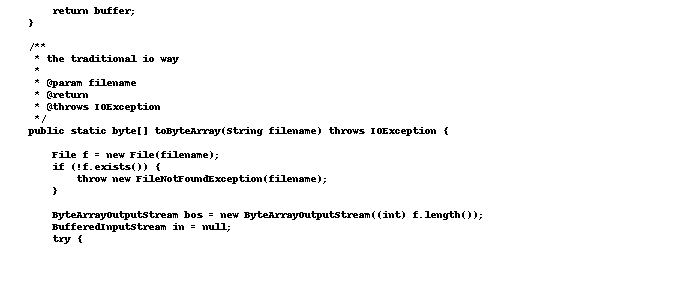 return buffer;
}
/**
* the traditional io way
*
* @param filename
* @return
* @throws IOException
*/
public static byte[] toByteArray(String filename) throws IOException {
File f = new File(filename);
if (!f.exists()) {
throw new FileNotFoundException(filename);
}
ByteArrayOutputStream bos = new ByteArrayOutputStream((int) f.length());
BufferedInputStream in = null;
try {